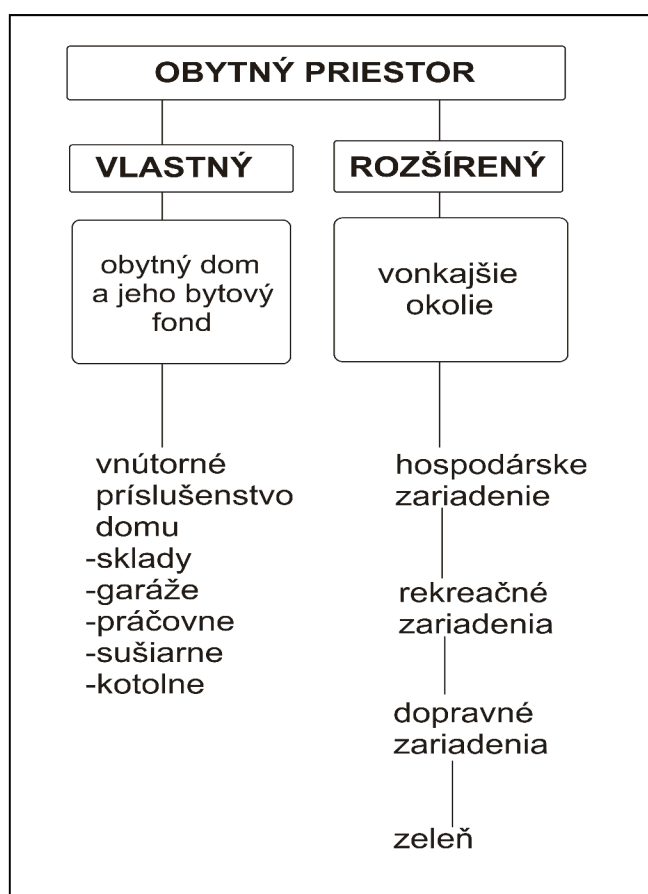 OBYTNÝ PRIESTOR
VLASTNÝ
obytný dom
a jeho bytový
fond
vnútorné
príslušenstvo
domu
-sklady
-garáže
-práčovne
-sušiarne
-kotolne
ROZŠÍRENÝ
vonkajšie
okolie
hospodárske
zariadenie
rekreačné
zariadenia
dopravné
zariadenia
zeleň